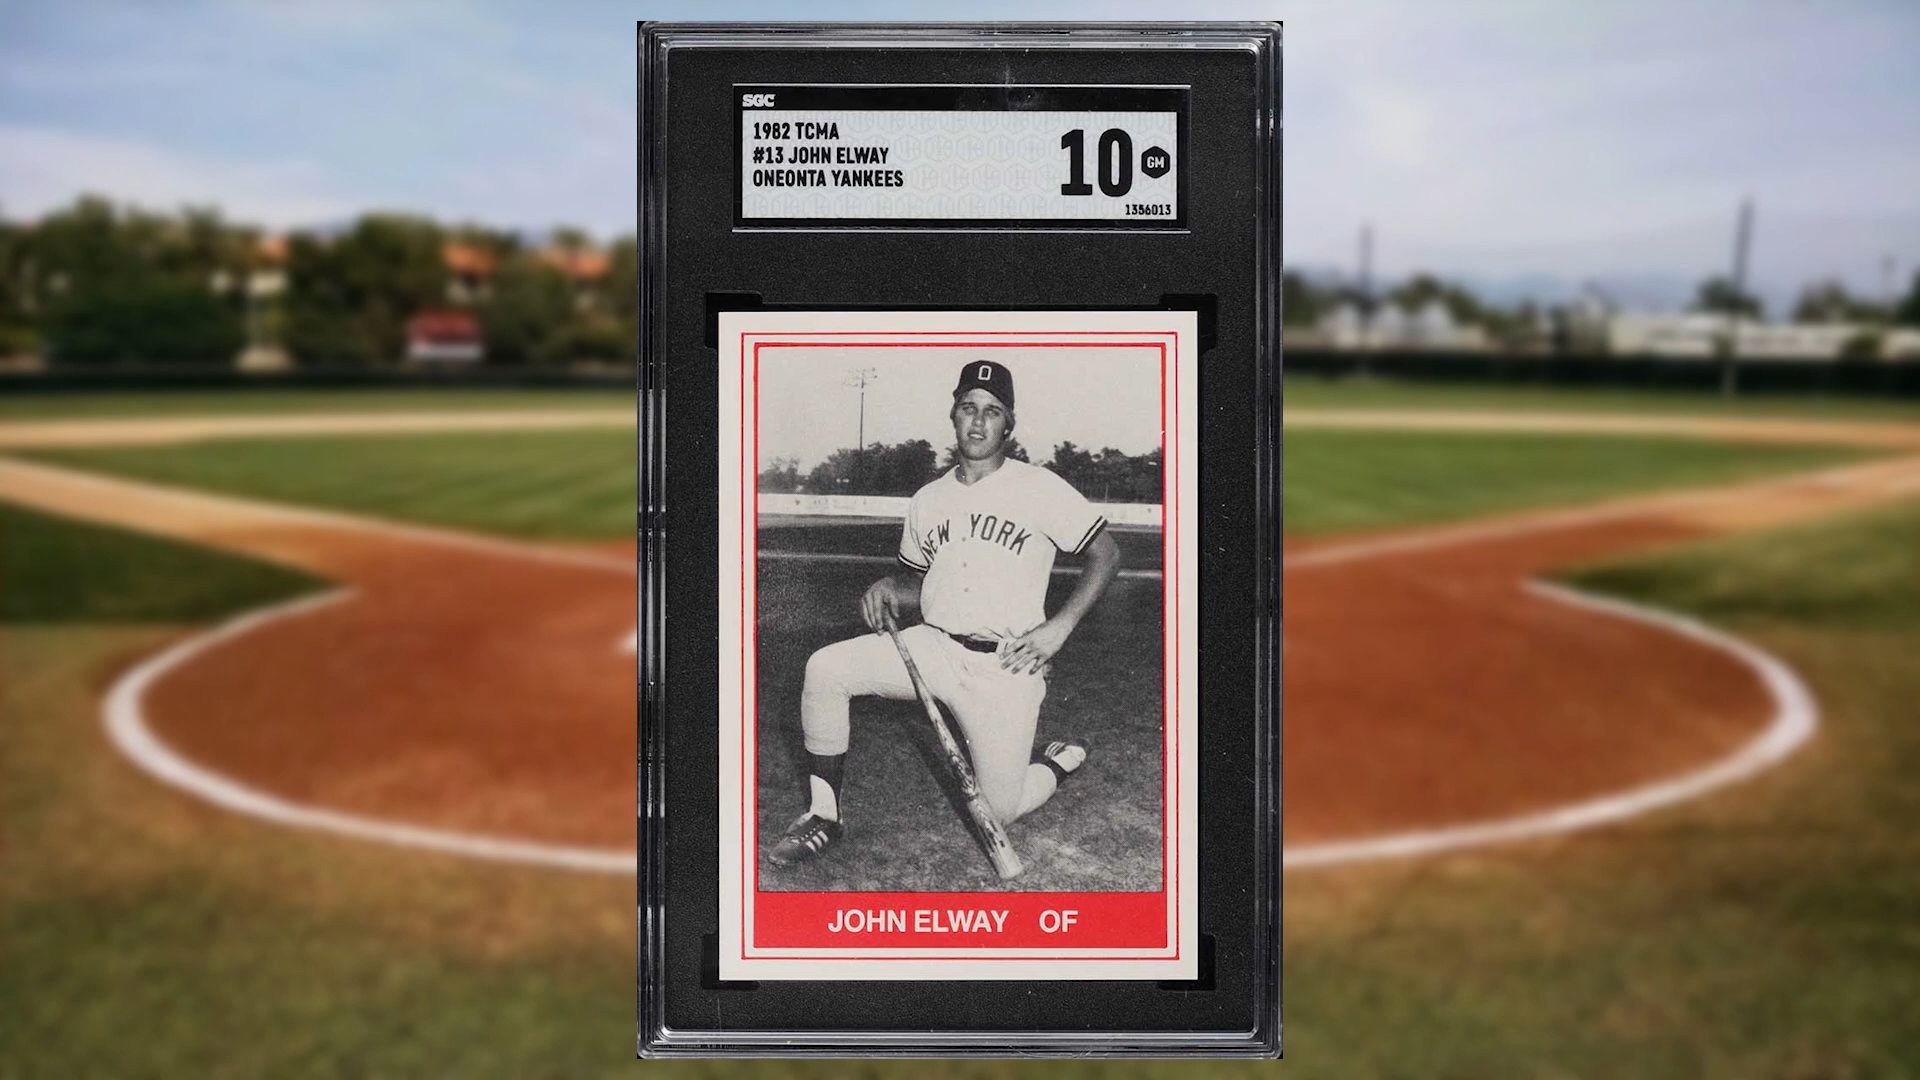 SGC
1982 TCMA
#13 JOHN ELWAY
ONEONTA YANKEES
10 GM
1356013
O
NEW YORK
JOHN ELWAY OF